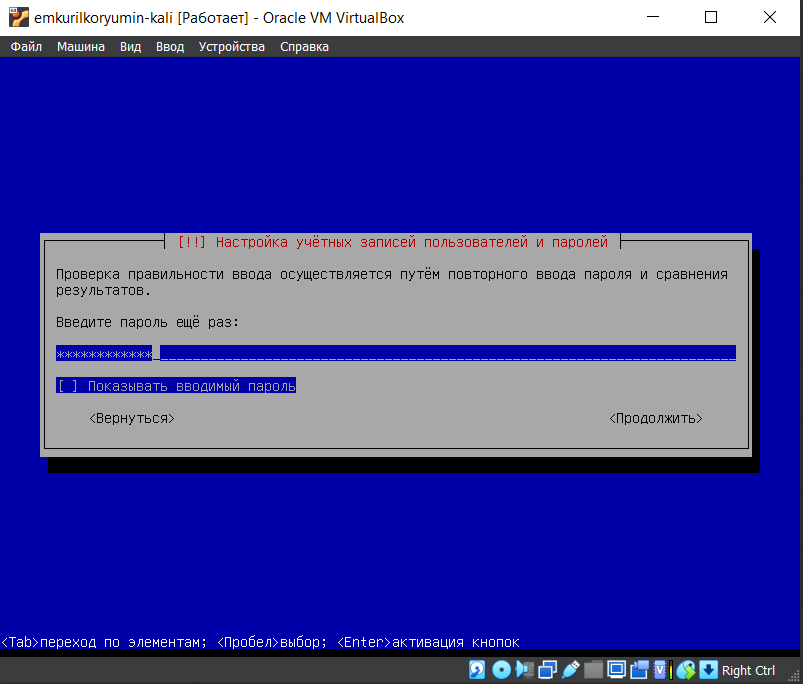 emkurilkoryumin-kali [Работает] - Oracle VM VirtualBox
Файл Машина Вид Ввод Устройства Справка
[!!] Настройка учётных записей пользователей и паролей
Проверка правильности ввода осуществляется путём повторного ввода пароля и сравнения
результатов.
Введите пароль ещё раз:
************
[ ] Показывать вводимый пароль
<Вернуться> <Продолжить>
<Tab>переход по элементам; <Пробел>выбор; <Enter>активация кнопок
Right Ctrl